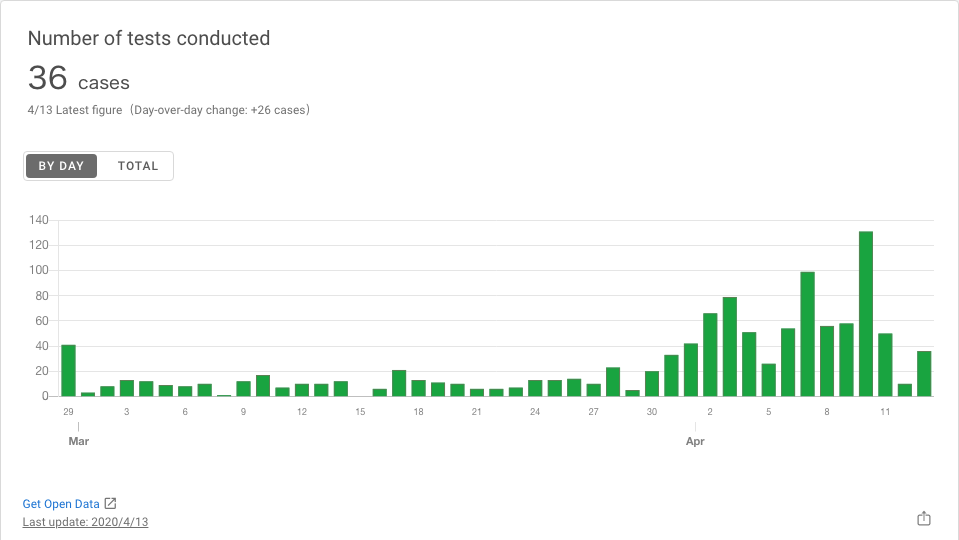 Number of tests conducted
36 cases
4/13 Latest figure（Day-over-day change: +26 cases）
BY DAY TOTAL
140
120
100
80
60
40
20
0
29 3 6 9 12 15 18 21 24 27 30 2 5 8 11
Mar Apr
Get Open Data
Last update: 2020/4/13